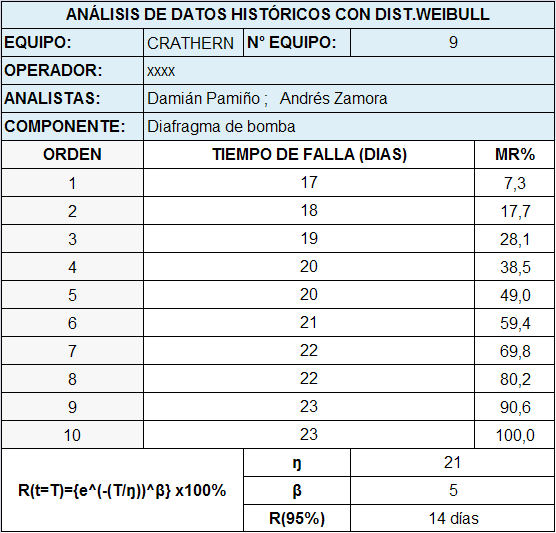 ANÁLISIS DE DATOS HISTÓRICOS CON DIST.WEIBULL
EQUIPO: CRATHERN N° EQUIPO: 9
OPERADOR: xxxx
ANALISTAS: Damián Pamiño ; Andrés Zamora
COMPONENTE: Diafragma de bomba
ORDEN TIEMPO DE FALLA (DIAS) MR%
1 17 7,3
2 18 17,7
3 19 28,1
4 20 38,5
5 20 49,0
6 21 59,4
7 22 69,8
8 22 80,2
9 23 90,6
10 23 100,0
R(t=T)={e^(-(T/ŋ))^β} x100%
ŋ 21
β 5
R(95%) 14 días